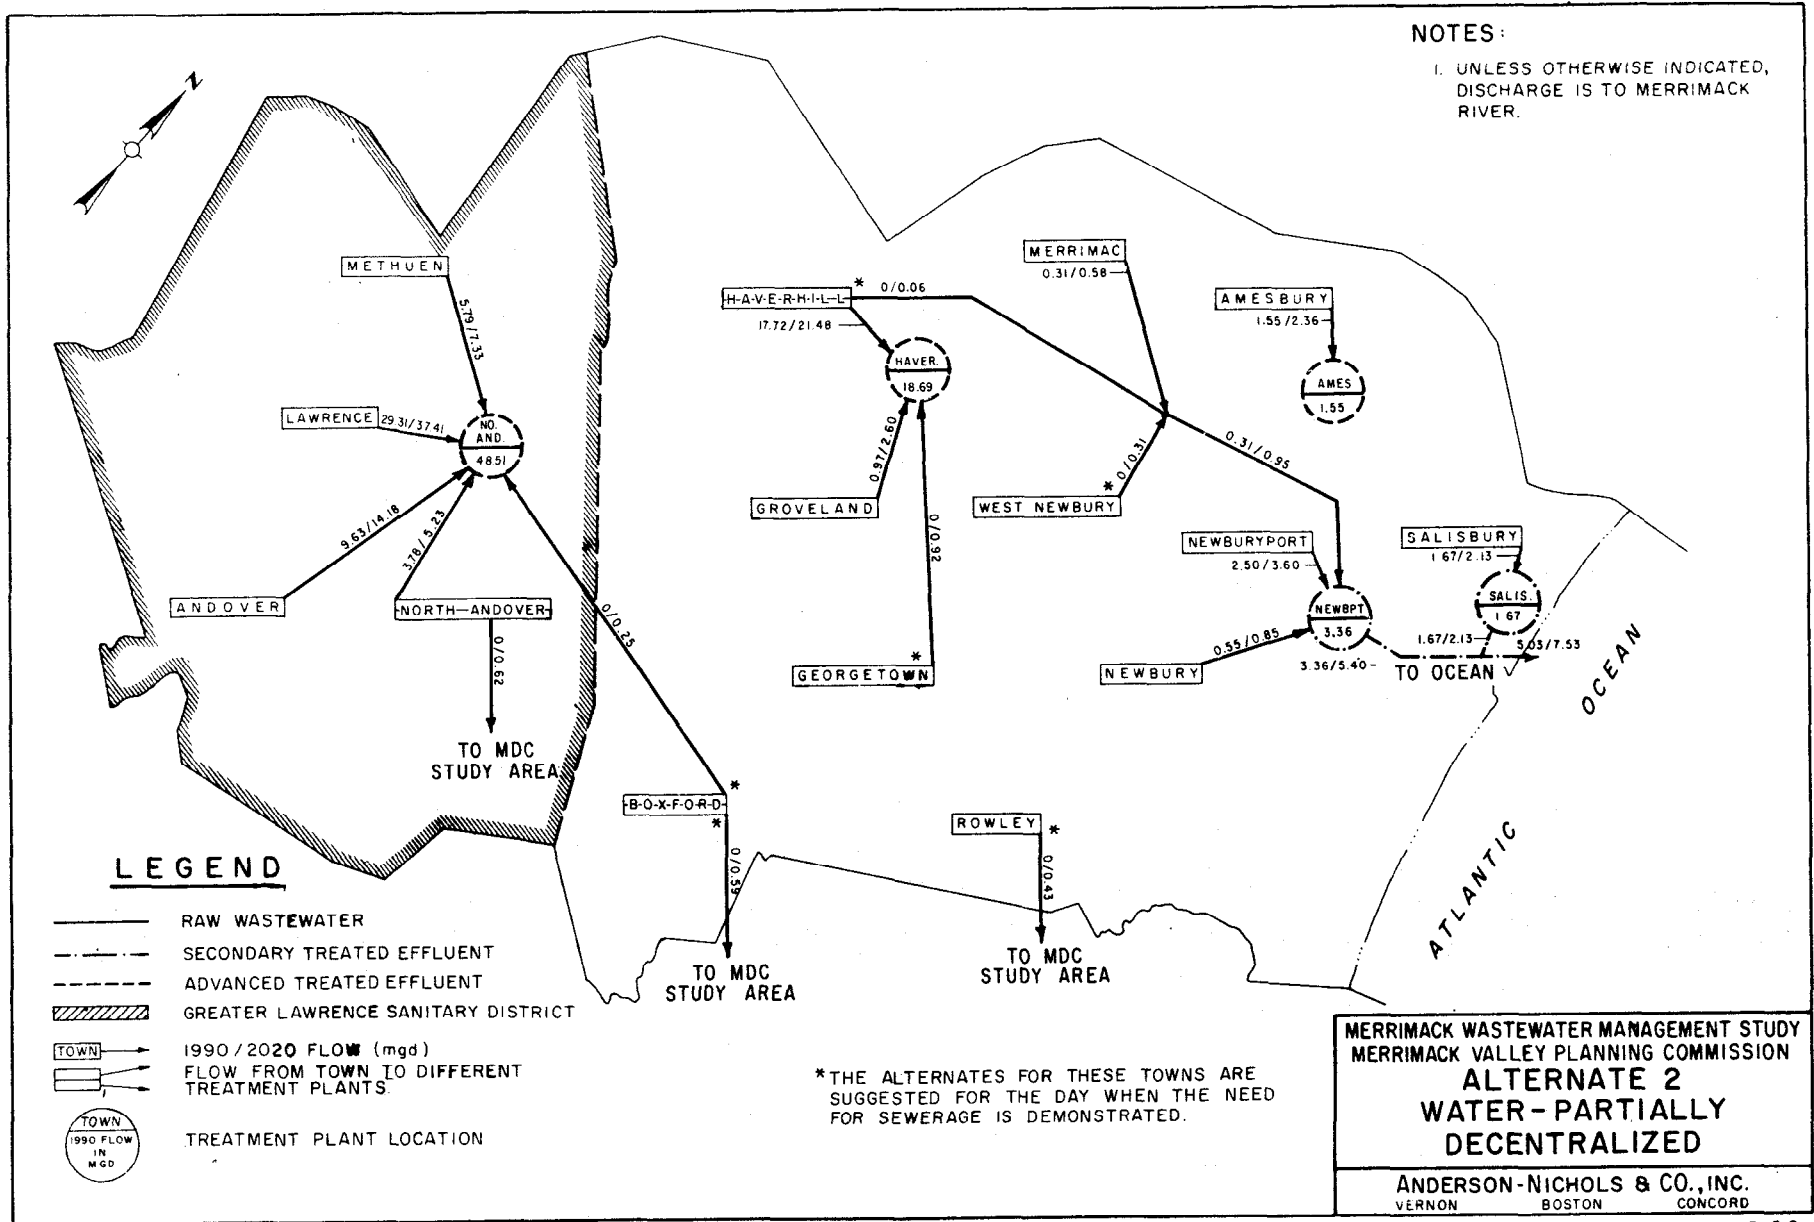 NOTES:
1. UNLESS OTHERWISE INDICATED,
DISCHARGE IS TO MERRIMACK
RIVER.
N
METHUEN
5.79/7.33
LAWRENCE
29.31/37.41
NO.
AND.
48.51
9.63/14.18
ANDOVER
3.78/5.23
NORTH-ANDOVER
0/0.62
TO MDC
STUDY AREA
0/0.25
*
BOXFORD
*
0/0.59
TO MDC
STUDY AREA
HAVERHILL
*
0/0.06
17.72/21.48
HAVER.
18.69
0.97/2.60
GROVELAND
0/0.92
*
GEORGETOWN
MERRIMAC
0.31/0.58
0/0.31
*
WEST NEWBURY
0.31/0.95
AMESBURY
1.55/2.36
AMES
1.55
NEWBURYPORT
2.50/3.60
NEWBPT
3.36
0.55/0.85
NEWBURY
3.36/5.40
SALISBURY
1.67/2.13
SALIS.
1.67
1.67/2.13
5.03/7.53
TO OCEAN
ATLANTIC OCEAN
ROWLEY
*
0/0.43
TO MDC
STUDY AREA
LEGEND
RAW WASTEWATER
SECONDARY TREATED EFFLUENT
ADVANCED TREATED EFFLUENT
GREATER LAWRENCE SANITARY DISTRICT
TOWN
1990/2020 FLOW (mgd)
FLOW FROM TOWN TO DIFFERENT
TREATMENT PLANTS.
TOWN
1990 FLOW
IN
MGD
TREATMENT PLANT LOCATION
*THE ALTERNATES FOR THESE TOWNS ARE
SUGGESTED FOR THE DAY WHEN THE NEED
FOR SEWERAGE IS DEMONSTRATED.
MERRIMACK WASTEWATER MANAGEMENT STUDY
MERRIMACK VALLEY PLANNING COMMISSION
ALTERNATE 2
WATER-PARTIALLY
DECENTRALIZED
ANDERSON-NICHOLS & CO., INC.
VERNON BOSTON CONCORD